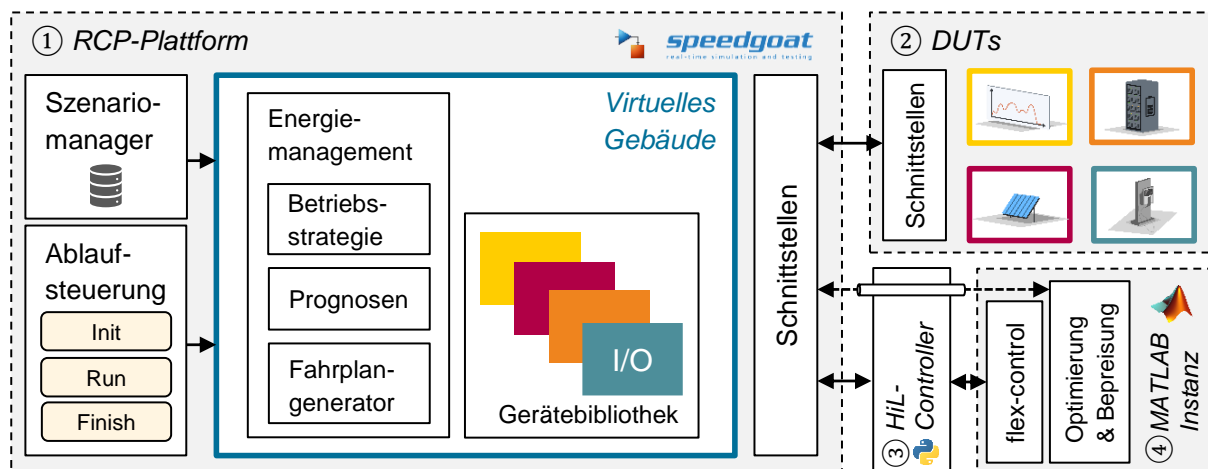 ① RCP-Plattform
speedgoat
real-time simulation and testing
Szenario-
manager
Ablauf-
steuerung
Init
Run
Finish
Virtuelles
Gebäude
Energie-
management
Betriebs-
strategie
Prognosen
Fahrplan-
generator
I/O
Gerätebibliothek
Schnittstellen
② DUTs
Schnittstellen
③ HiL-
Controller
flex-control
Optimierung
& Bepreisung
④ MATLAB
Instanz